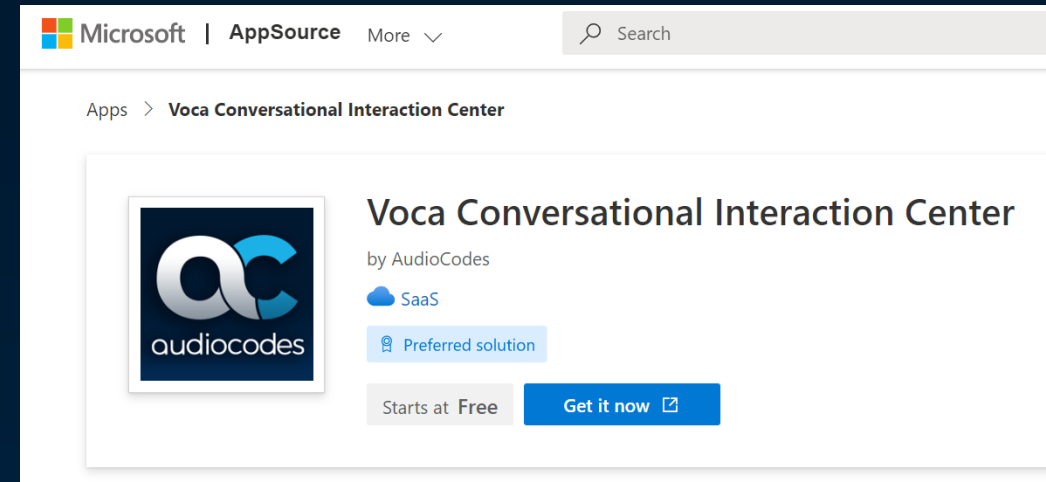 Microsoft | AppSource More Search
Apps > Voca Conversational Interaction Center
Voca Conversational Interaction Center
by AudioCodes
SaaS
audiocodes
Preferred solution
Starts at Free Get it now